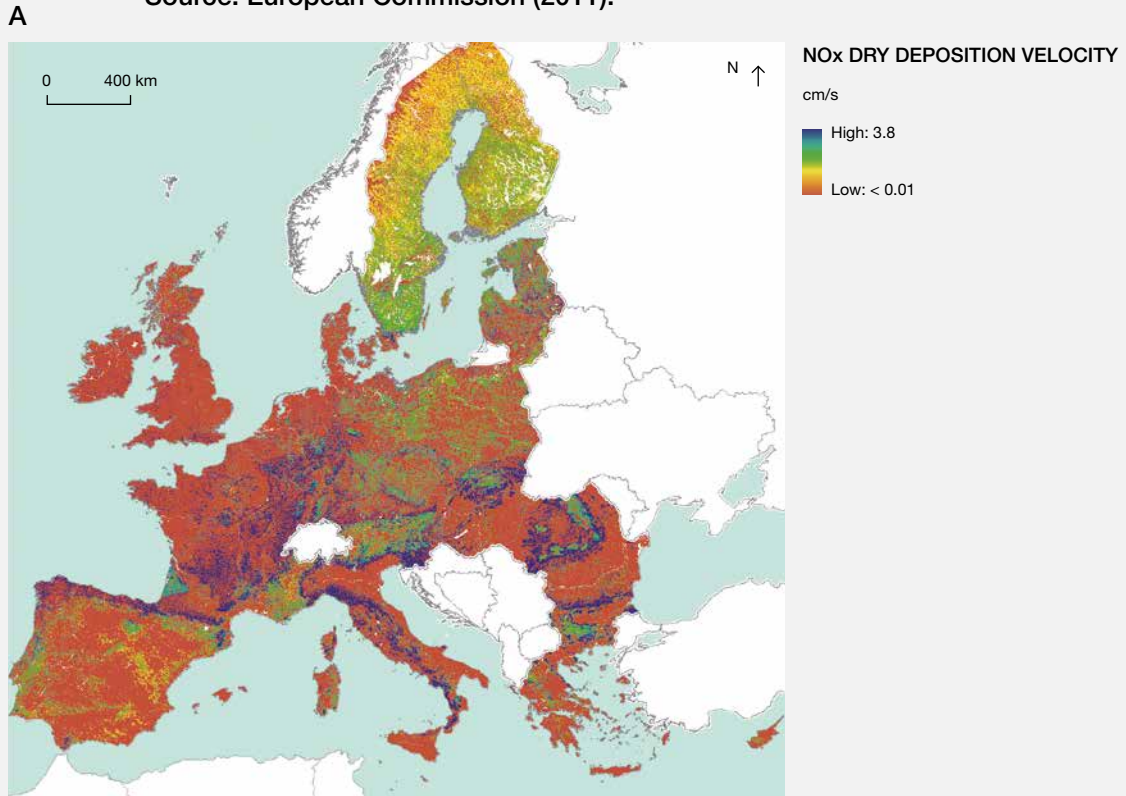 Source: European Commission (2011).
A
0 400 km
N
NOx DRY DEPOSITION VELOCITY
cm/s
High: 3.8
Low: < 0.01